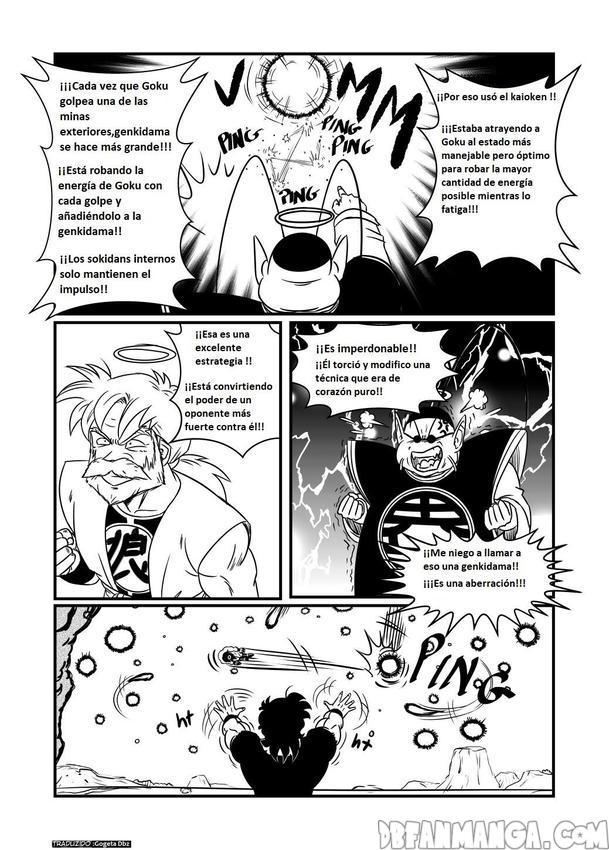 ¡¡¡Cada vez que Goku
golpea una de las
minas
exteriores,genkidama
se hace más grande!!!
¡¡Está robando la
energía de Goku con
cada golpe y
añadiéndolo a la
genkidama!!
¡¡Los sokidans internos
solo mantienen el
impulso!!
VOMM
PING
PING
PING
PING
¡¡Por eso usó el kaioken !!
¡¡¡Estaba atrayendo a
Goku al estado más
manejable pero óptimo
para robar la mayor
cantidad de energía
posible mientras lo
fatiga!!!
¡¡Esa es una
excelente
estrategia !!
¡¡Está convirtiendo
el poder de un
oponente más
fuerte contra él!!
¡¡Es imperdonable!!
¡¡Él torció y modifico una
técnica que era de
corazón puro!!
¡¡Me niego a llamar a
eso una genkidama!!
¡¡¡Es una aberración!!!
PING
ht
TRADUZIDO :Gogeta Dbz
DBFANMANGA.COM